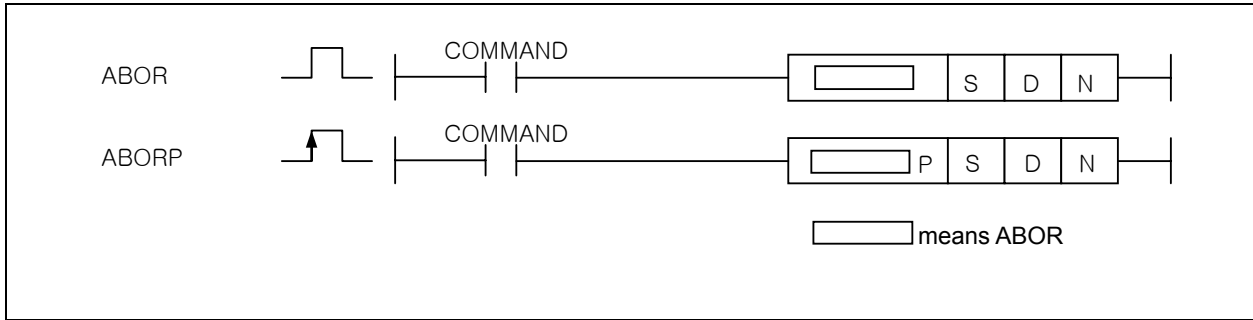 COMMAND
ABOR S D N
COMMAND
ABORP P S D N
means ABOR